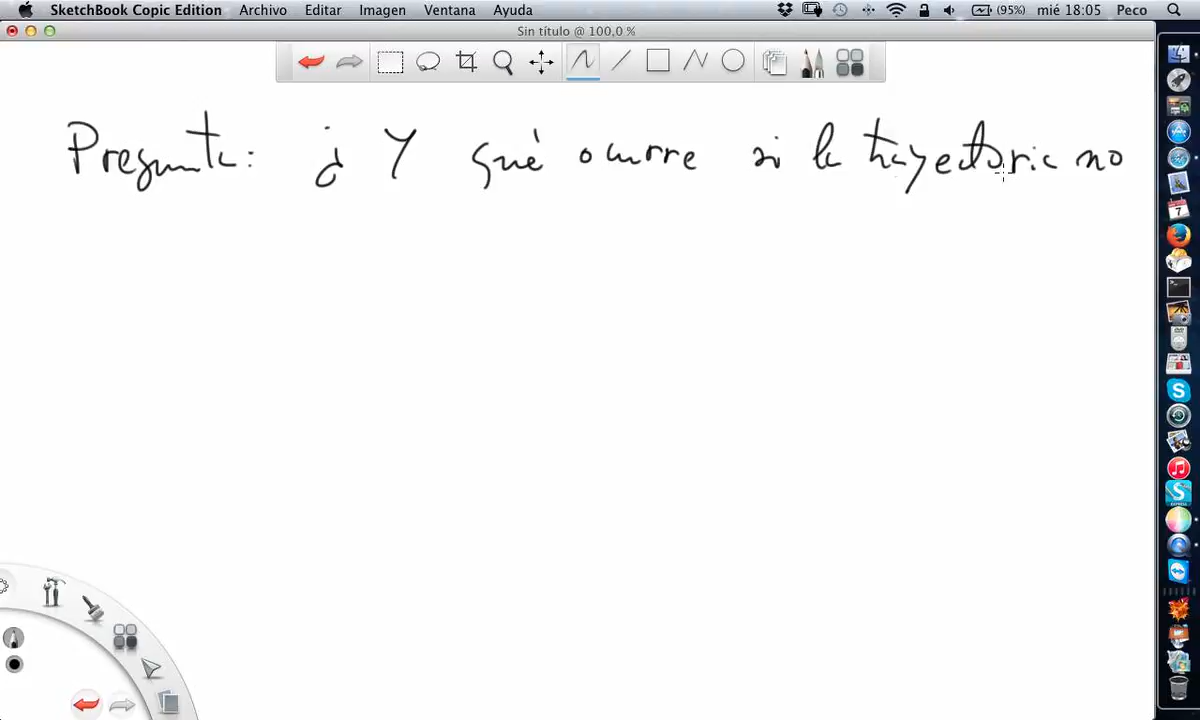 SketchBook Copic Edition Archivo Editar Imagen Ventana Ayuda (95%) mié 18:05 Peco
Sin título @ 100,0 %
Pregunta: ¿ Y qué ocurre si la trayectoria no
7